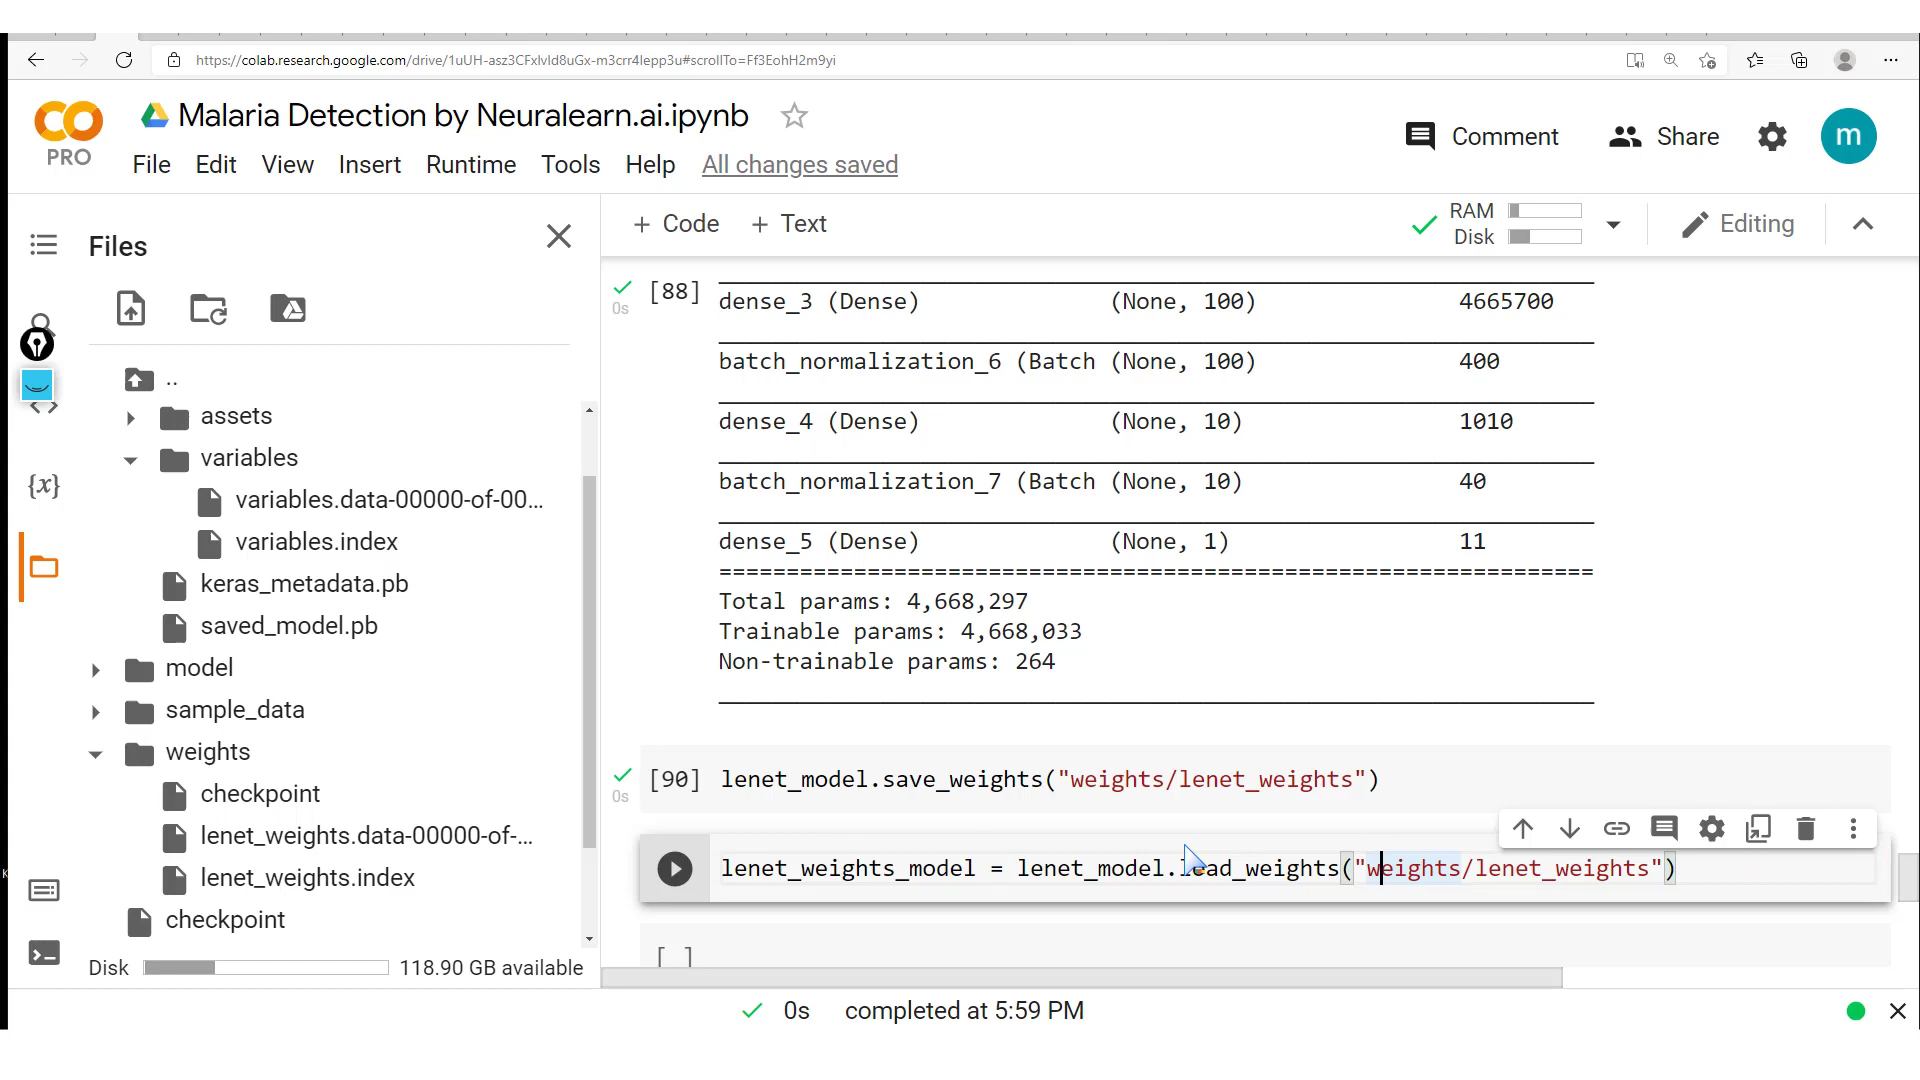 https://colab.research.google.com/drive/1uUH-asz3CFxlvld8uGx-m3crr4lepp3u#scrollTo=Ff3EohH2m9yi
CO
PRO
Malaria Detection by Neuralearn.ai.ipynb
File Edit View Insert Runtime Tools Help All changes saved
Comment
Share
m
Files
+ Code + Text
RAM
Disk
Editing
..
assets
variables
variables.data-00000-of-00...
variables.index
keras_metadata.pb
saved_model.pb
model
sample_data
weights
checkpoint
lenet_weights.data-00000-of-...
lenet_weights.index
checkpoint
Disk 118.90 GB available
{x}
0s
[88]
dense_3 (Dense) (None, 100) 4665700
batch_normalization_6 (Batch (None, 100) 400
dense_4 (Dense) (None, 10) 1010
batch_normalization_7 (Batch (None, 10) 40
dense_5 (Dense) (None, 1) 11
Total params: 4,668,297
Trainable params: 4,668,033
Non-trainable params: 264
0s
[90] lenet_model.save_weights("weights/lenet_weights")
lenet_weights_model = lenet_model.load_weights("weights/lenet_weights")
[ ]
0s completed at 5:59 PM